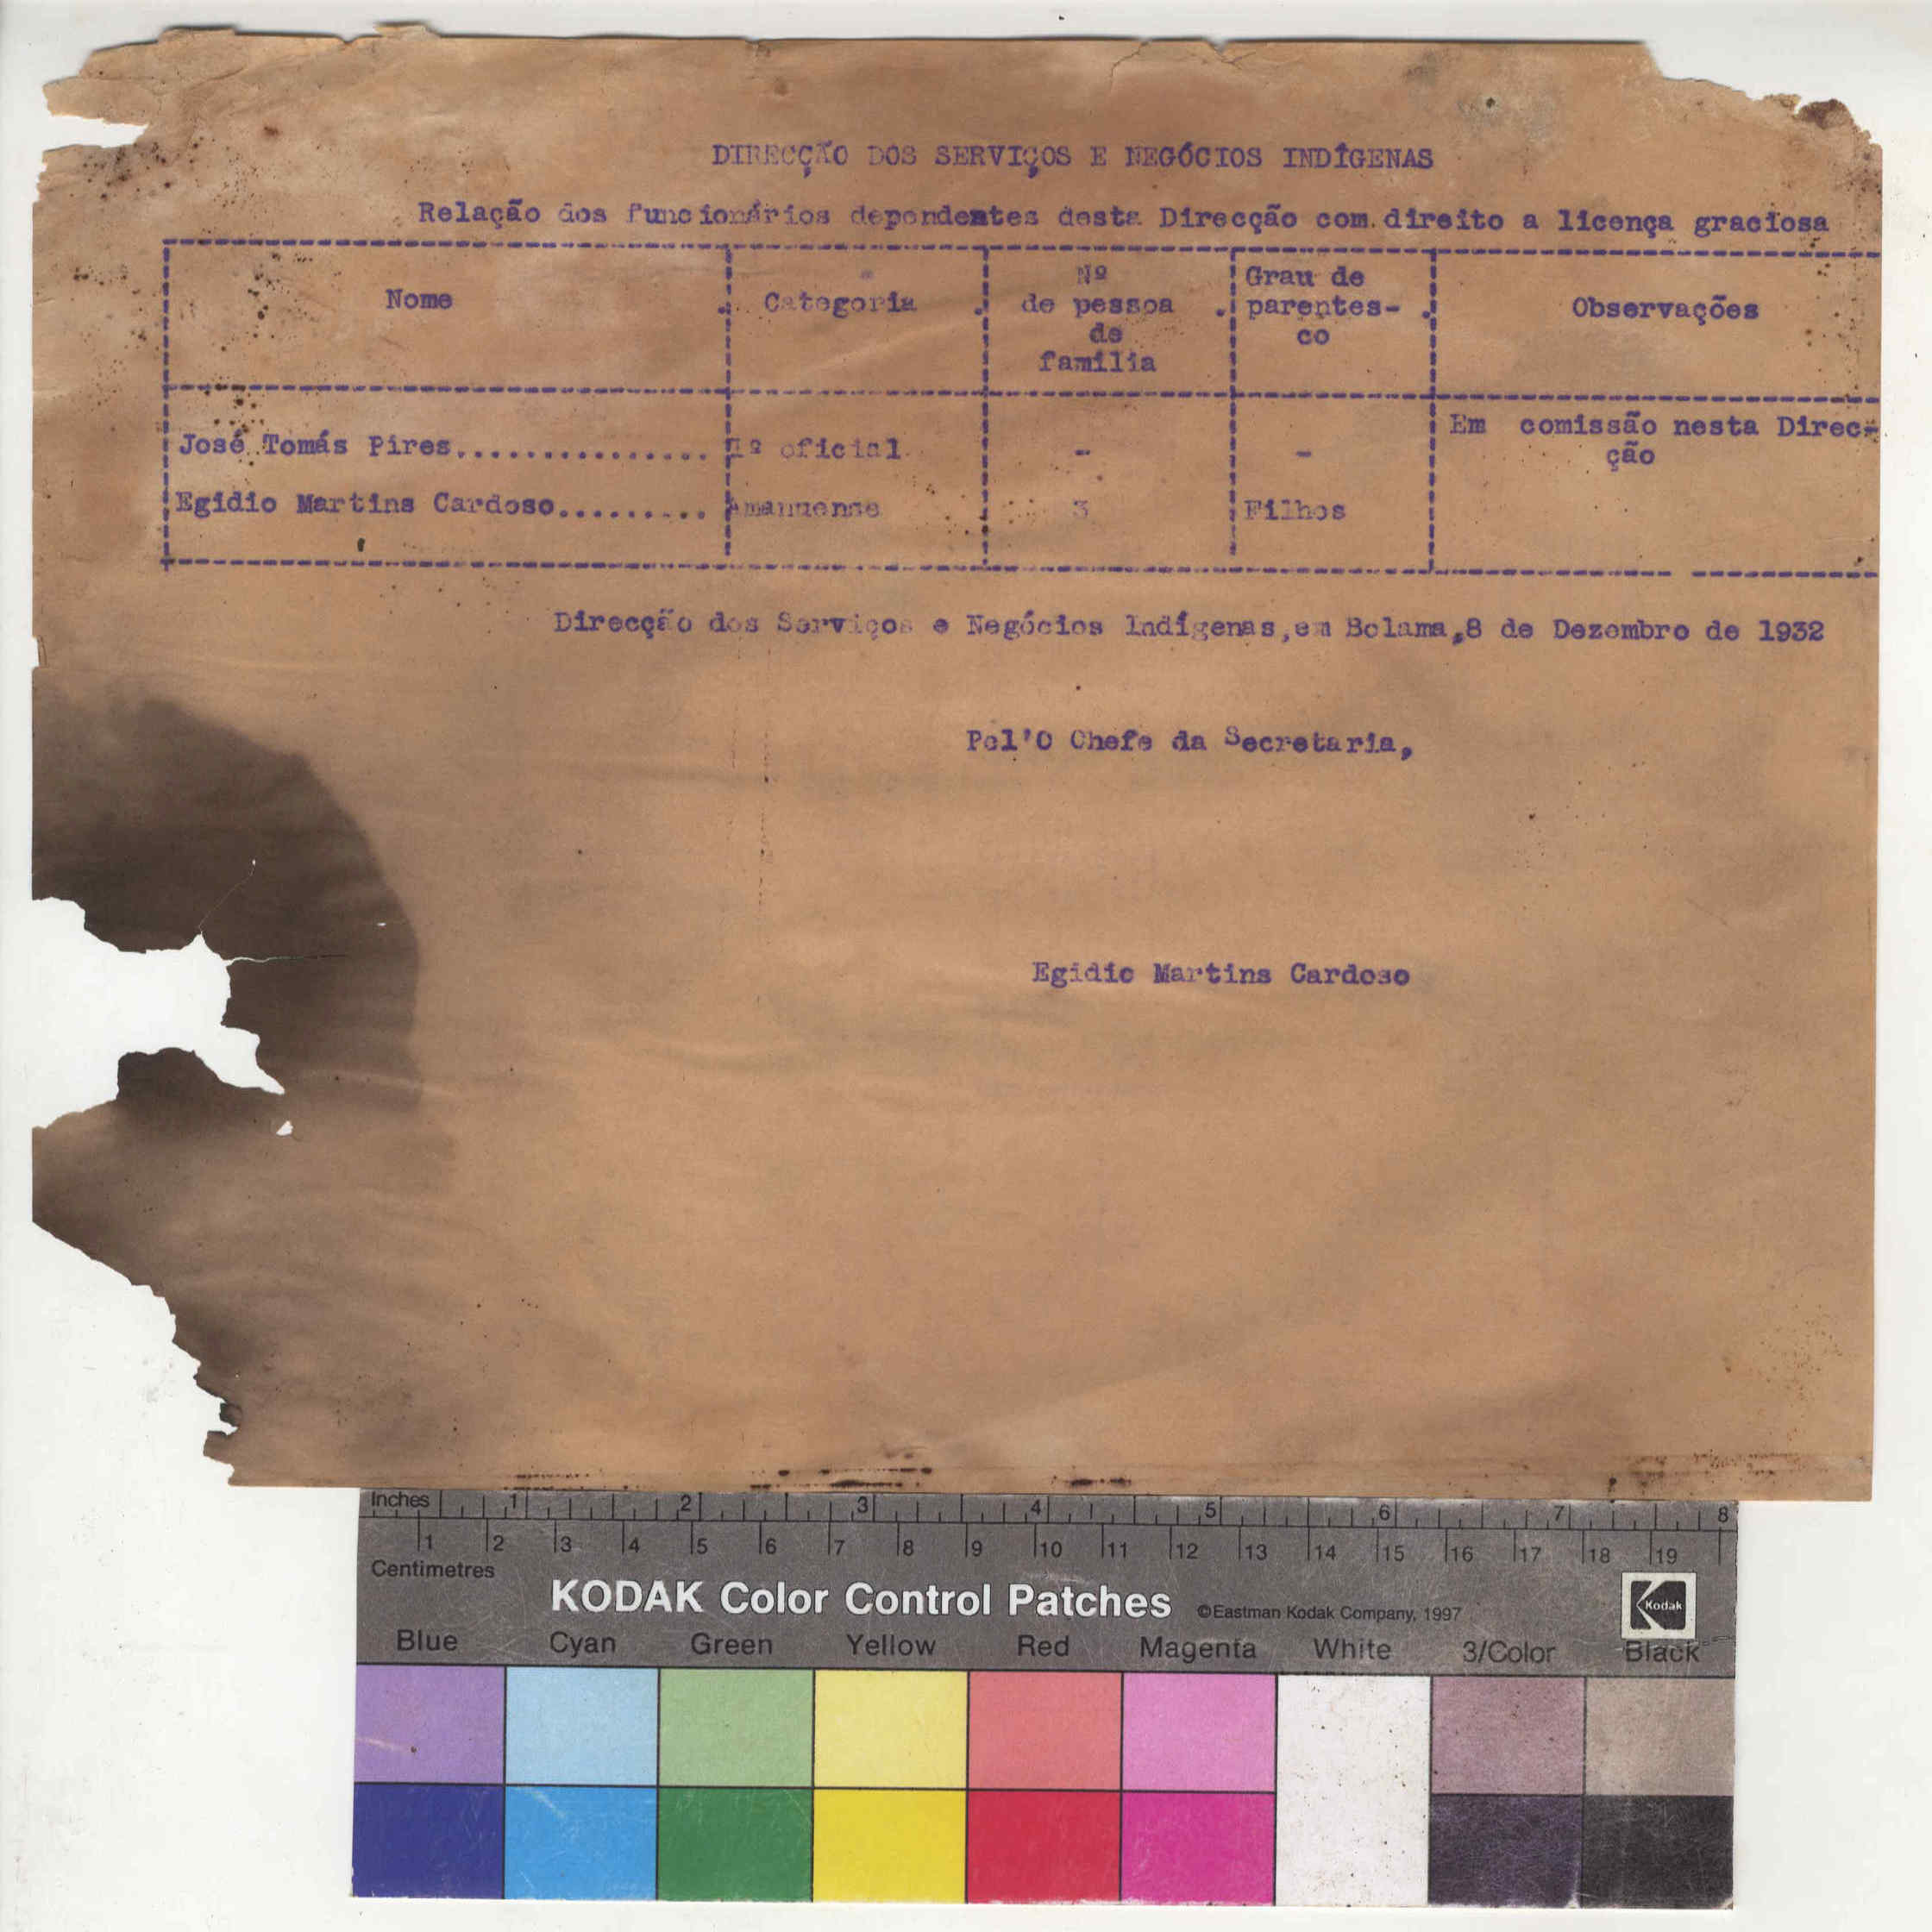 DIRECÇÃO DOS SERVIÇOS E NEGÓCIOS INDÍGENAS
Relação dos funcionários dependentes desta Direcção com direito a licença graciosa
Nome
Categoria
Nº
de pessoa
de
família
Grau de
parentes-
co
Observações
José Tomás Pires............... 1º oficial - - Em comissão nesta Direc-
ção
Egidio Martins Cardoso......... Amanuense 3 Filhos
Direcção dos Serviços e Negócios Indígenas,em Bolama,8 de Dezembro de 1932
Pel'O Chefe da Secretaria,
Egidio Martins Cardoso
Inches 1 2 3 4 5 6 7 8
1 2 3 4 5 6 7 8 9 10 11 12 13 14 15 16 17 18 19
Centimetres
KODAK Color Control Patches ©Eastman Kodak Company, 1997 Kodak
Blue Cyan Green Yellow Red Magenta White 3/Color Black